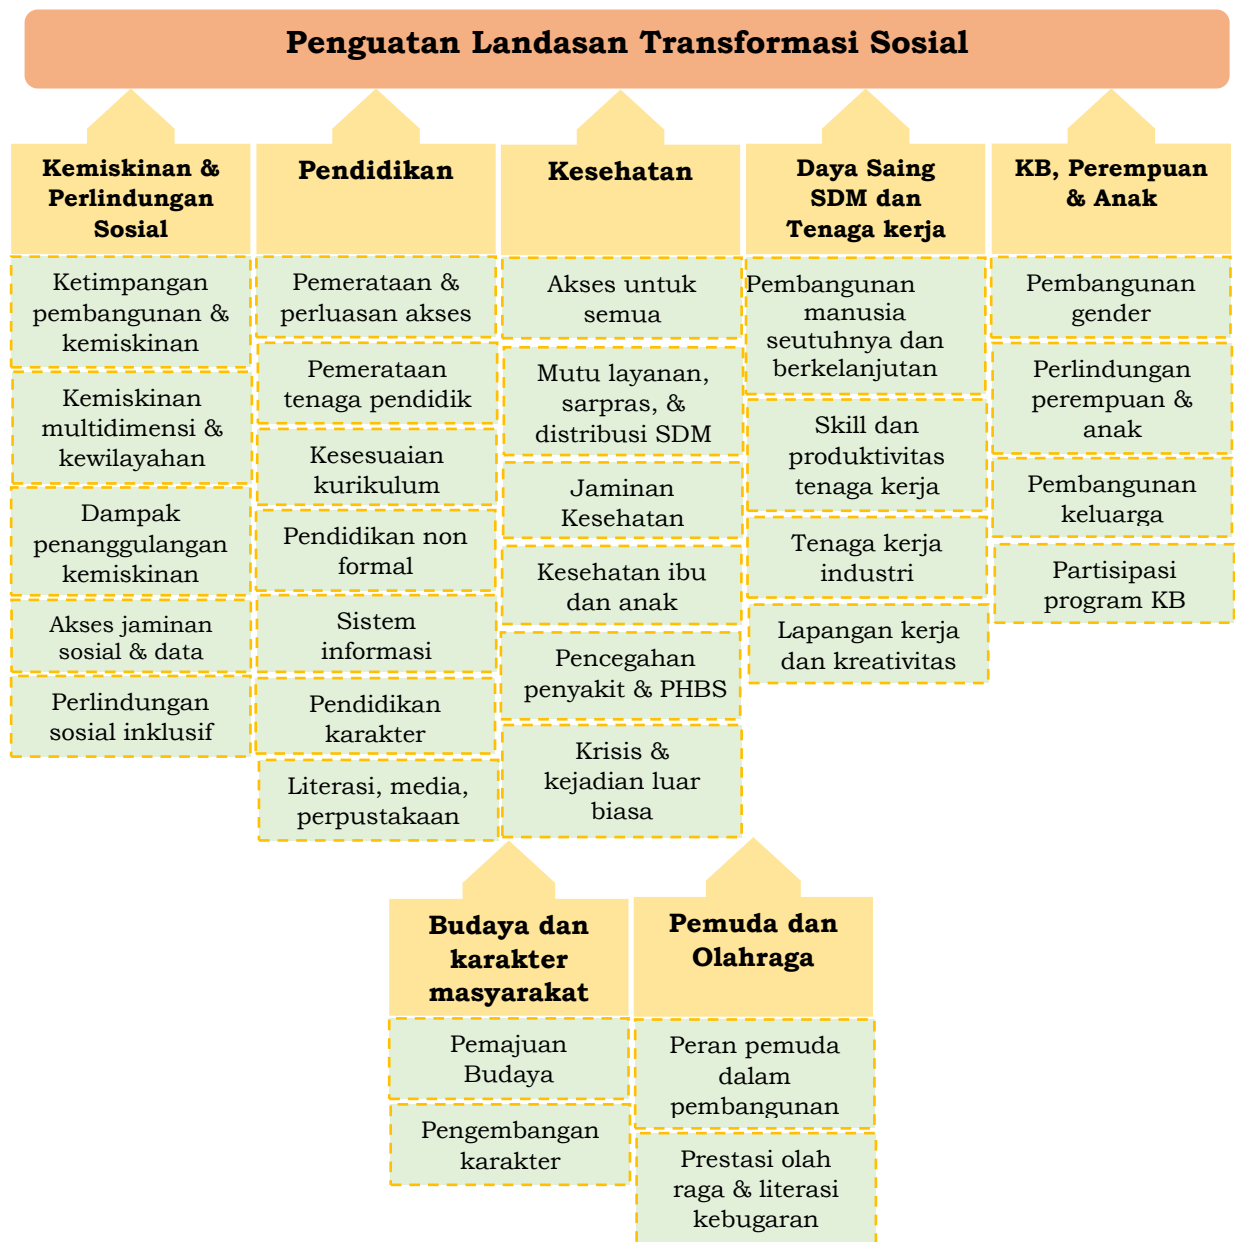 Penguatan Landasan Transformasi Sosial
Kemiskinan &
Perlindungan
Sosial
Ketimpangan
pembangunan &
kemiskinan
Kemiskinan
multidimensi &
kewilayahan
Dampak
penanggulangan
kemiskinan
Akses jaminan
sosial & data
Perlindungan
sosial inklusif
Pendidikan
Pemerataan &
perluasan akses
Pemerataan
tenaga pendidik
Kesesuaian
kurikulum
Pendidikan non
formal
Sistem
informasi
Pendidikan
karakter
Literasi, media,
perpustakaan
Kesehatan
Akses untuk
semua
Mutu layanan,
sarpras, &
distribusi SDM
Jaminan
Kesehatan
Kesehatan ibu
dan anak
Pencegahan
penyakit & PHBS
Krisis &
kejadian luar
biasa
Daya Saing
SDM dan
Tenaga kerja
Pembangunan
manusia
seutuhnya dan
berkelanjutan
Skill dan
produktivitas
tenaga kerja
Tenaga kerja
industri
Lapangan kerja
dan kreativitas
KB, Perempuan
& Anak
Pembangunan
gender
Perlindungan
perempuan &
anak
Pembangunan
keluarga
Partisipasi
program KB
Budaya dan
karakter
masyarakat
Pemajuan
Budaya
Pengembangan
karakter
Pemuda dan
Olahraga
Peran pemuda
dalam
pembangunan
Prestasi olah
raga & literasi
kebugaran